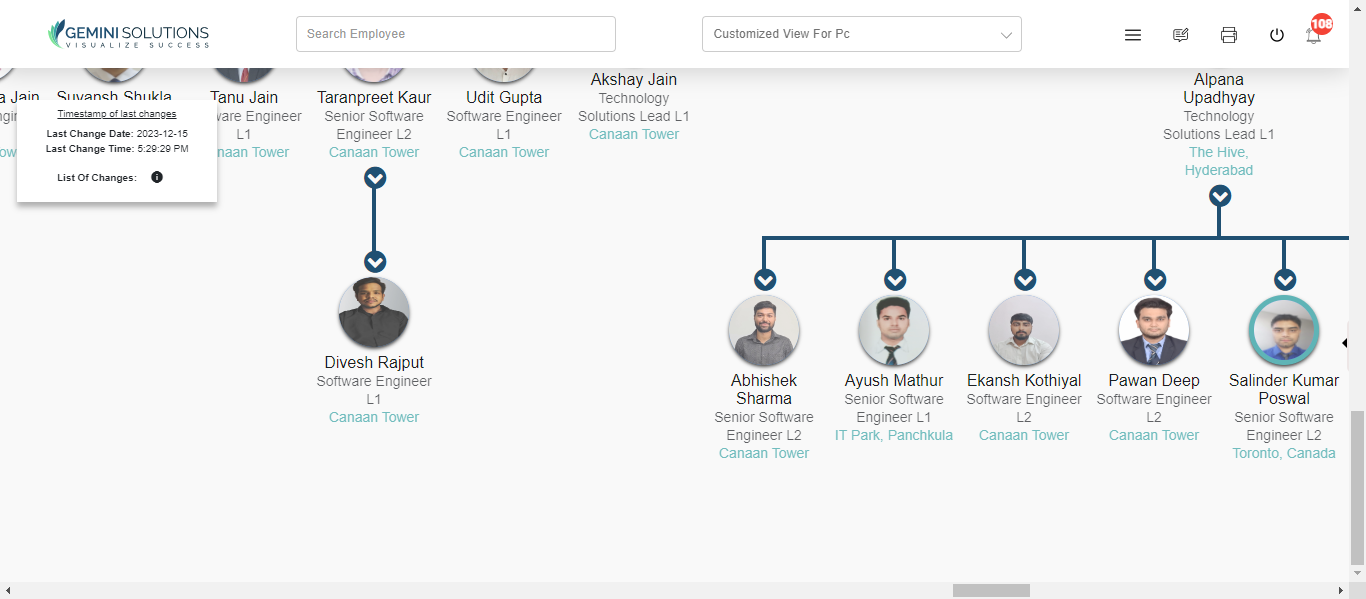 GEMINI SOLUTIONS
VISUALIZE SUCCESS
Search Employee
Customized View For Pc
108
a Jain
Suyansh Shukla
Timestamp of last changes
Last Change Date: 2023-12-15
Last Change Time: 5:29:29 PM
List Of Changes:
Tanu Jain
ware Engineer
L1
naan Tower
Taranpreet Kaur
Senior Software
Engineer L2
Canaan Tower
Udit Gupta
Software Engineer
L1
Canaan Tower
Akshay Jain
Technology
Solutions Lead L1
Canaan Tower
Alpana
Upadhyay
Technology
Solutions Lead L1
The Hive,
Hyderabad
Divesh Rajput
Software Engineer
L1
Canaan Tower
Abhishek
Sharma
Senior Software
Engineer L2
Canaan Tower
Ayush Mathur
Senior Software
Engineer L1
IT Park, Panchkula
Ekansh Kothiyal
Software Engineer
L2
Canaan Tower
Pawan Deep
Software Engineer
L2
Canaan Tower
Salinder Kumar
Poswal
Senior Software
Engineer L2
Toronto, Canada